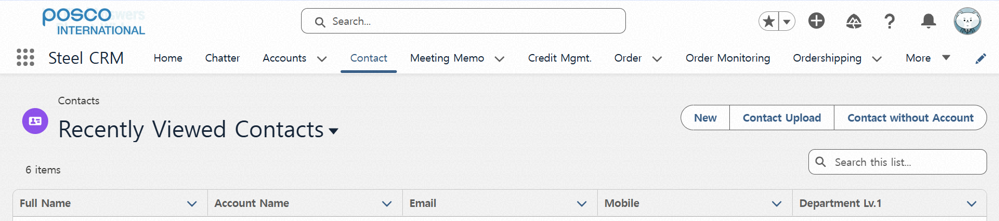 posco
INTERNATIONAL
Search...
Steel CRM Home Chatter Accounts Contact Meeting Memo Credit Mgmt. Order Order Monitoring Ordershipping More
Contacts
Recently Viewed Contacts
New Contact Upload Contact without Account
6 items
Search this list...
Full Name Account Name Email Mobile Department Lv.1